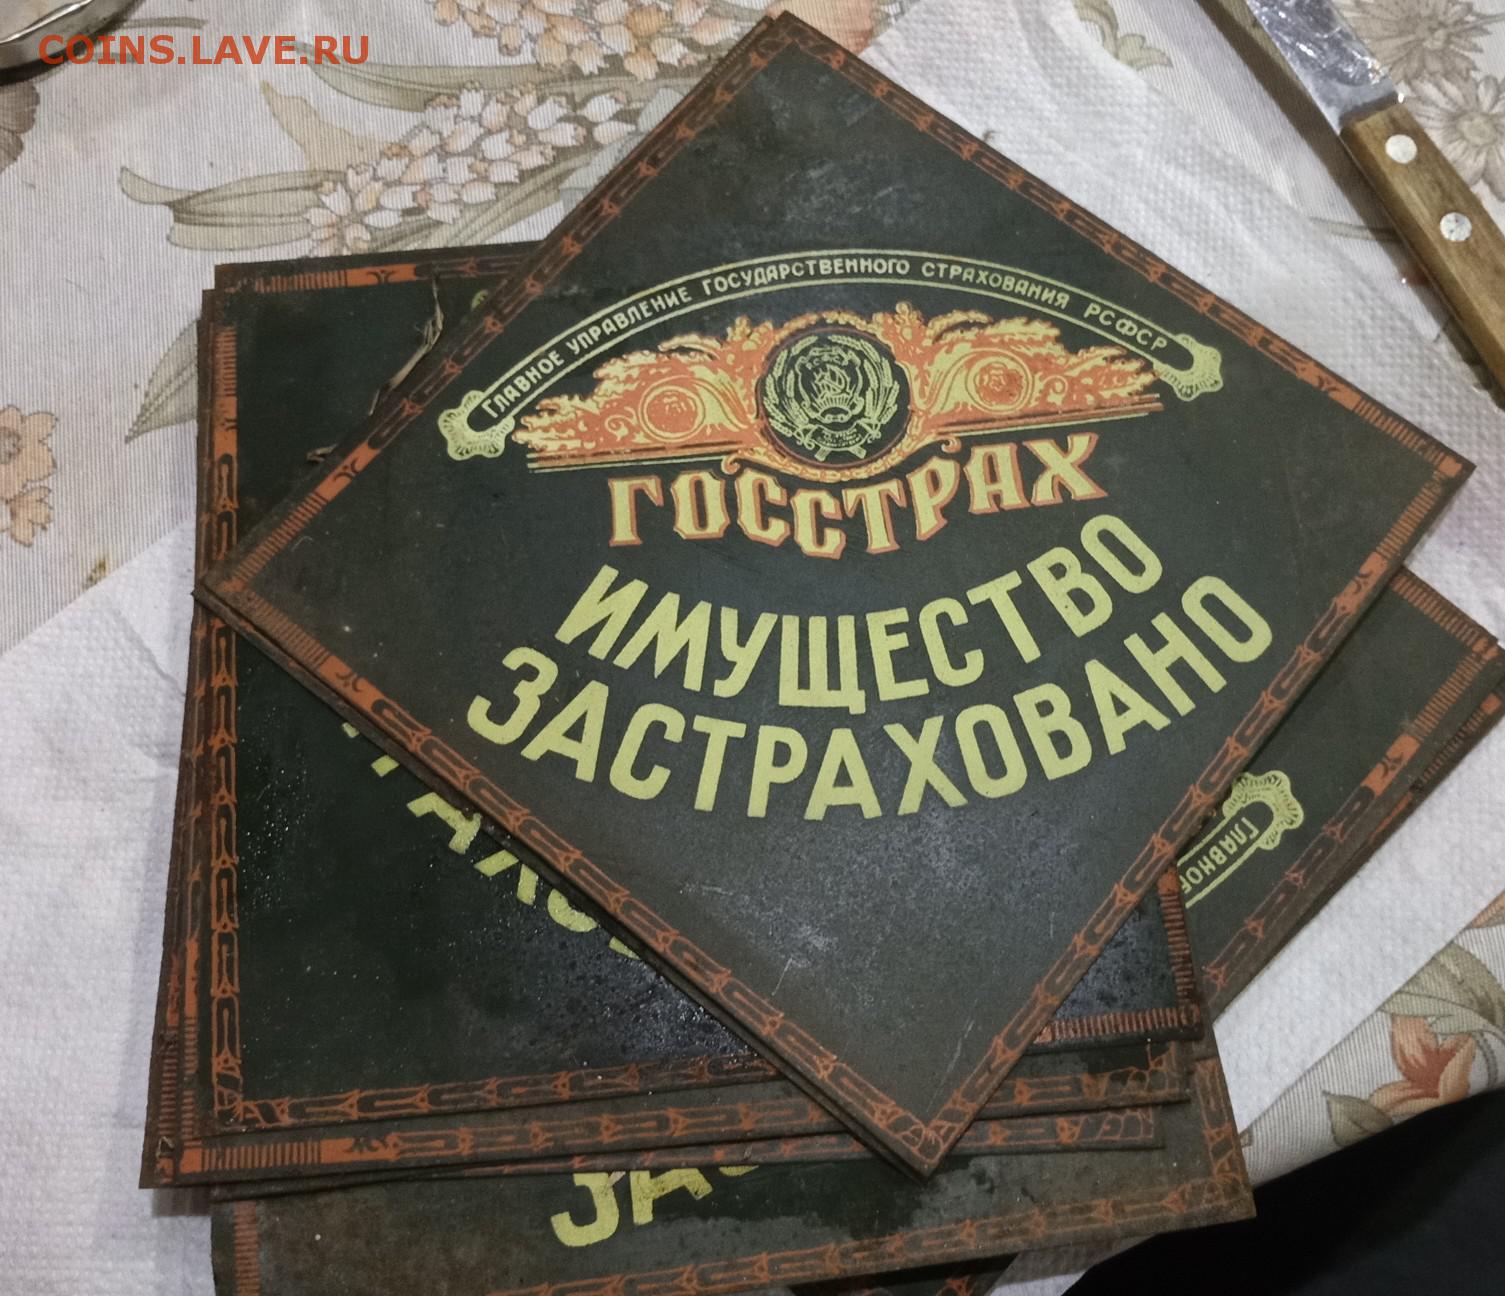 COINS.LAVE.RU
ГЛАВНОЕ УПРАВЛЕНИЕ ГОСУДАРСТВЕННОГО СТРАХОВАНИЯ РСФСР
ГОССТРАХ
ИМУЩЕСТВО
ЗАСТРАХОВАНО
ГЛАВНОЕ